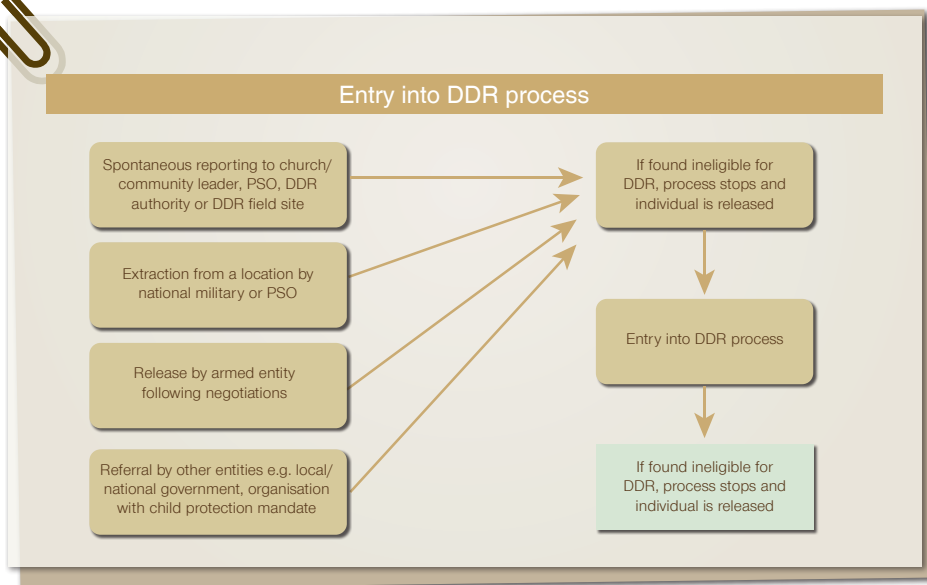 Entry into DDR process
Spontaneous reporting to church/
community leader, PSO, DDR
authority or DDR field site
Extraction from a location by
national military or PSO
Release by armed entity
following negotiations
Referral by other entities e.g. local/
national government, organisation
with child protection mandate
If found ineligible for
DDR, process stops and
individual is released
Entry into DDR process
If found ineligible for
DDR, process stops and
individual is released